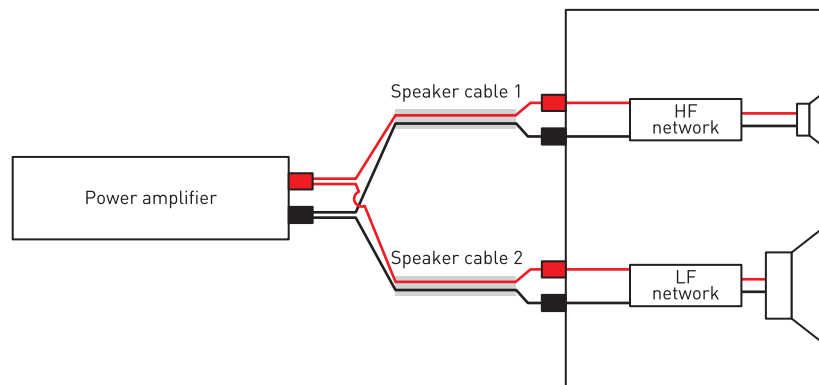 Speaker cable 1
HF
network
Power amplifier
Speaker cable 2
LF
network